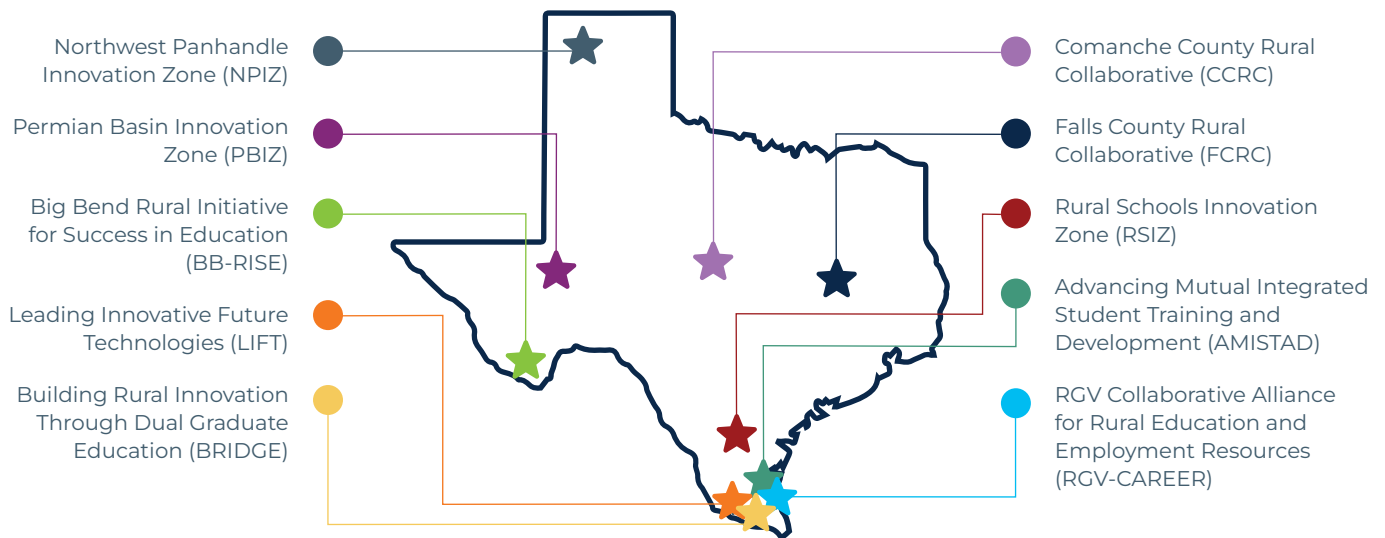 Northwest Panhandle
Innovation Zone (NPIZ)
Permian Basin Innovation
Zone (PBIZ)
Big Bend Rural Initiative
for Success in Education
(BB-RISE)
Leading Innovative Future
Technologies (LIFT)
Building Rural Innovation
Through Dual Graduate
Education (BRIDGE)
Comanche County Rural
Collaborative (CCRC)
Falls County Rural
Collaborative (FCRC)
Rural Schools Innovation
Zone (RSIZ)
Advancing Mutual Integrated
Student Training and
Development (AMISTAD)
RGV Collaborative Alliance
for Rural Education and
Employment Resources
(RGV-CAREER)